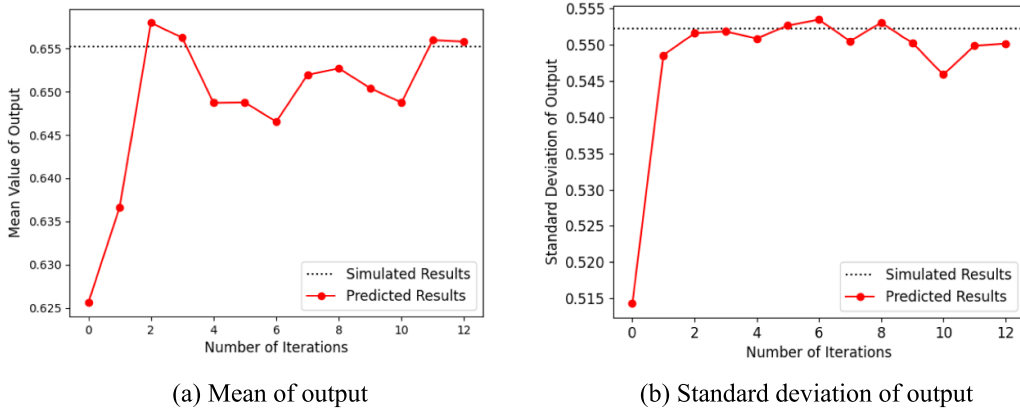 Mean Value of Output
0.655
0.650
0.645
0.640
0.635
0.630
0.625
0 2 4 6 8 10 12
Number of Iterations
Simulated Results
Predicted Results
(a) Mean of output
Standard Deviation of Output
0.555
0.550
0.545
0.540
0.535
0.530
0.525
0.520
0.515
0 2 4 6 8 10 12
Number of Iterations
Simulated Results
Predicted Results
(b) Standard deviation of output